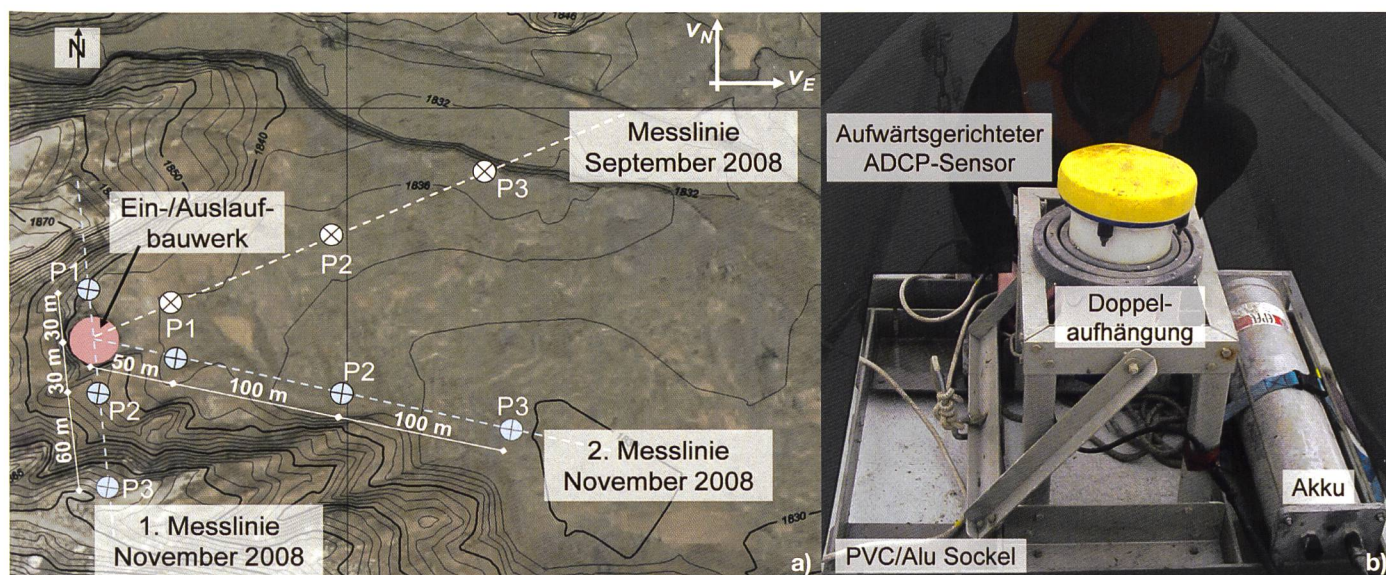 N
1846
v_N
v_E
1832
1840
1850
1836
1832
1870
Messlinie
September 2008
Ein-/Auslauf-
bauwerk
P3
P2
P1
P1
30 m
30 m
60 m
50 m
100 m
100 m
P2
P3
P2
P3
1. Messlinie
November 2008
2. Messlinie
November 2008
1830
a)
Aufwärtsgerichteter
ADCP-Sensor
Doppel-
aufhängung
Akku
PVC/Alu Sockel
b)